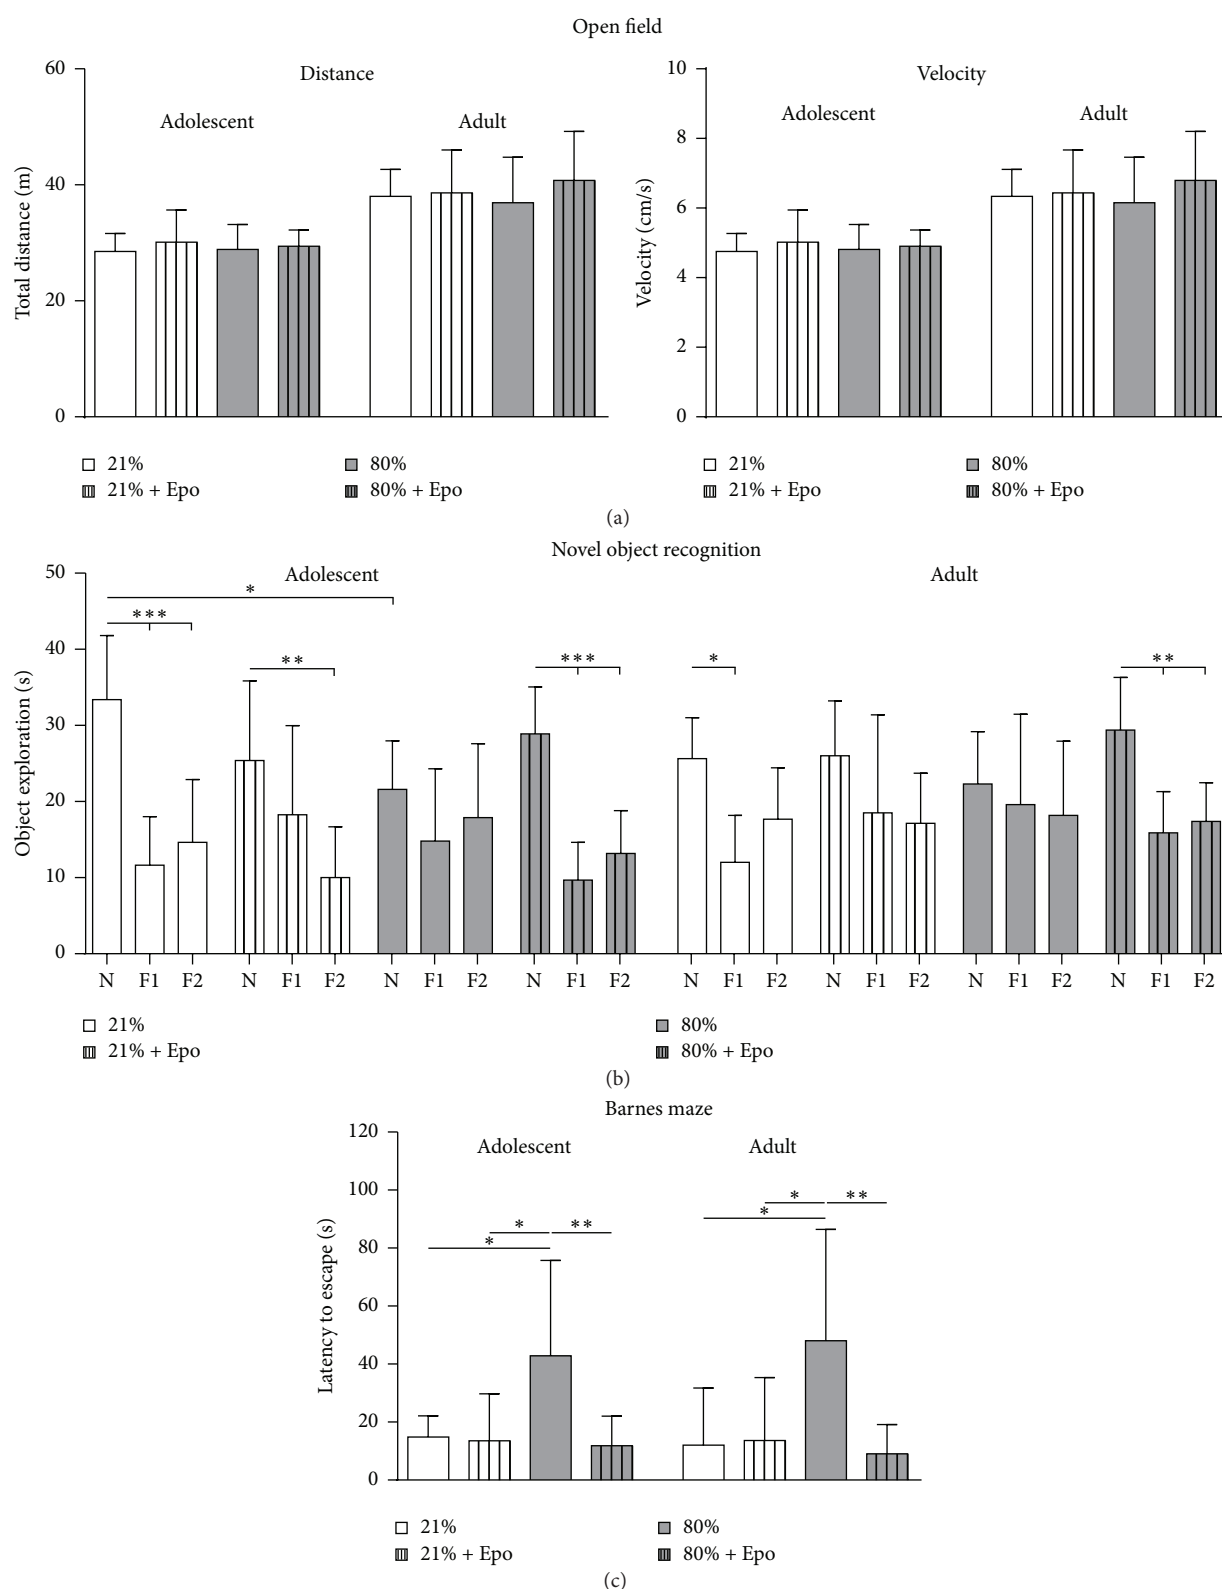 Open field
Distance
Adolescent
Adult
Total distance (m)
60
40
20
0
21%
21% + Epo
80%
80% + Epo
Velocity
Adolescent
Adult
Velocity (cm/s)
10
8
6
4
2
0
21%
21% + Epo
80%
80% + Epo
(a)
Novel object recognition
Adolescent
Adult
Object exploration (s)
50
40
30
20
10
0
*
***
**
***
*
**
N F1 F2 N F1 F2 N F1 F2 N F1 F2 N F1 F2 N F1 F2 N F1 F2 N F1 F2
21%
21% + Epo
80%
80% + Epo
(b)
Barnes maze
Adolescent
Adult
Latency to escape (s)
120
100
80
60
40
20
0
* **
*
* **
*
21%
21% + Epo
80%
80% + Epo
(c)